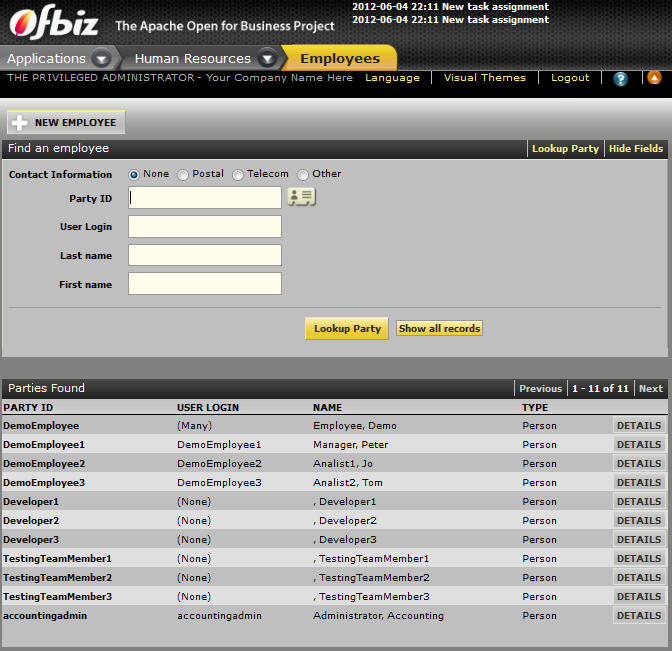 Ofbiz The Apache Open for Business Project
2012-06-04 22:11 New task assignment
2012-06-04 22:11 New task assignment
Applications Human Resources Employees
THE PRIVILEGED ADMINISTRATOR - Your Company Name Here Language Visual Themes Logout ?
NEW EMPLOYEE
Find an employee Lookup Party Hide Fields
Contact Information None Postal Telecom Other
Party ID
User Login
Last name
First name
Lookup Party Show all records
Parties Found Previous 1 - 11 of 11 Next
PARTY ID USER LOGIN NAME TYPE
DemoEmployee (Many) Employee, Demo Person DETAILS
DemoEmployee1 DemoEmployee1 Manager, Peter Person DETAILS
DemoEmployee2 DemoEmployee2 Analist1, Jo Person DETAILS
DemoEmployee3 DemoEmployee3 Analist2, Tom Person DETAILS
Developer1 (None) , Developer1 Person DETAILS
Developer2 (None) , Developer2 Person DETAILS
Developer3 (None) , Developer3 Person DETAILS
TestingTeamMember1 (None) , TestingTeamMember1 Person DETAILS
TestingTeamMember2 (None) , TestingTeamMember2 Person DETAILS
TestingTeamMember3 (None) , TestingTeamMember3 Person DETAILS
accountingadmin accountingadmin Administrator, Accounting Person DETAILS